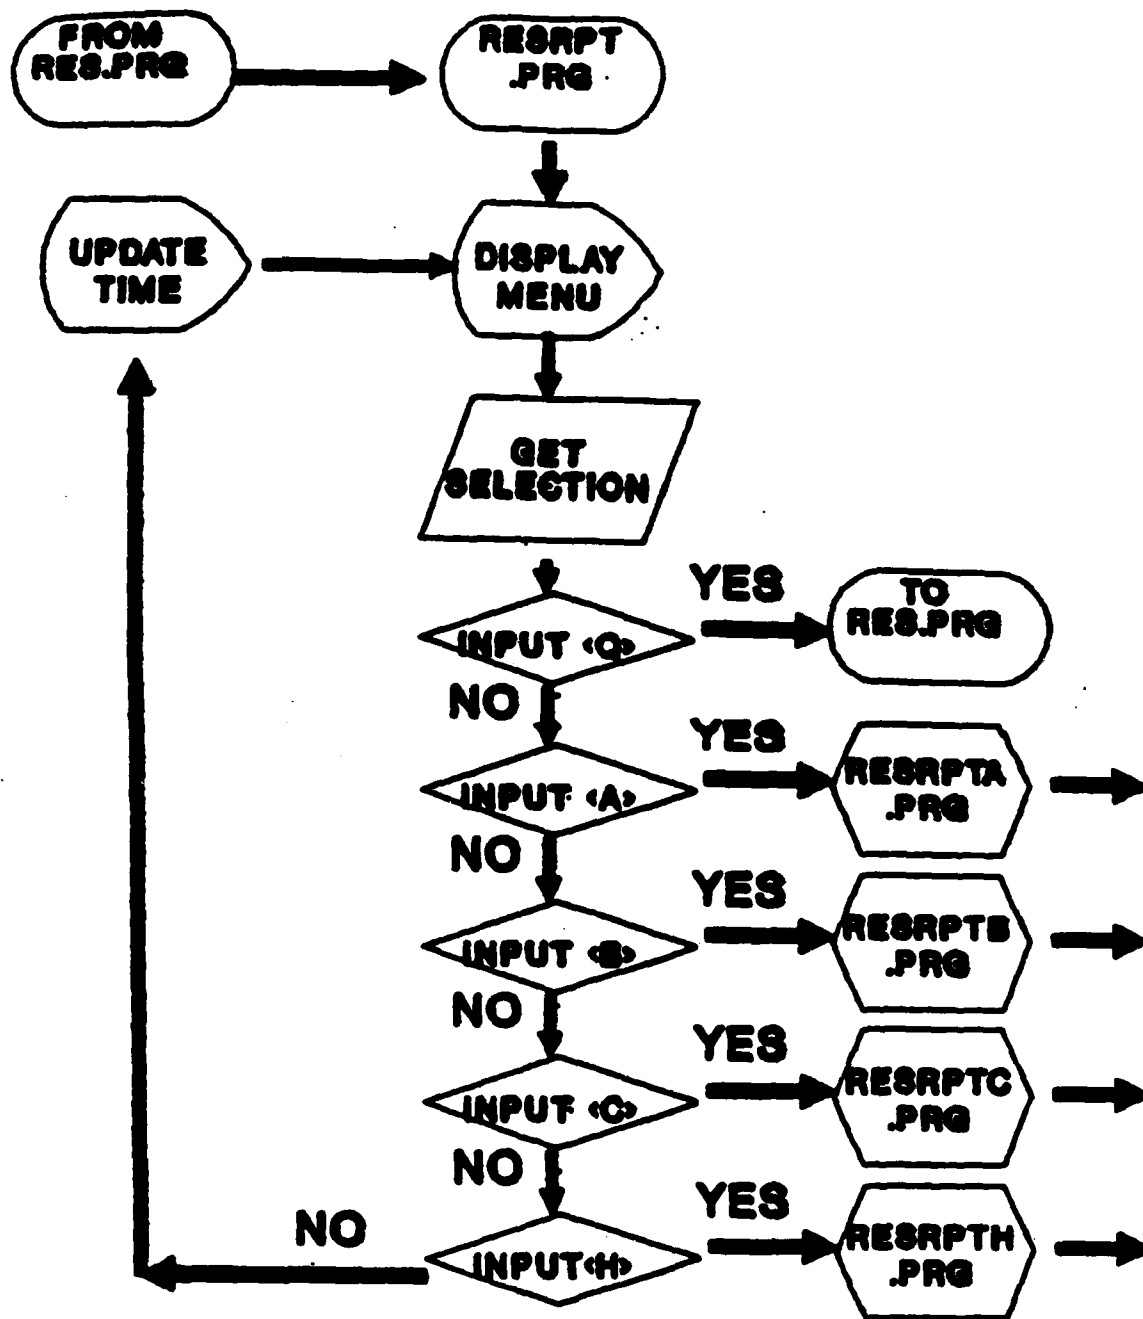 FROM
RES.PRG
RESRPT
.PRG
UPDATE
TIME
DISPLAY
MENU
GET
SELECTION
INPUT <Q>
YES
TO
RES.PRG
NO
INPUT <A>
YES
RESRPTA
.PRG
NO
INPUT <B>
YES
RESRPTB
.PRG
NO
INPUT <C>
YES
RESRPTC
.PRG
NO
INPUT<H>
YES
RESRPTH
.PRG
NO